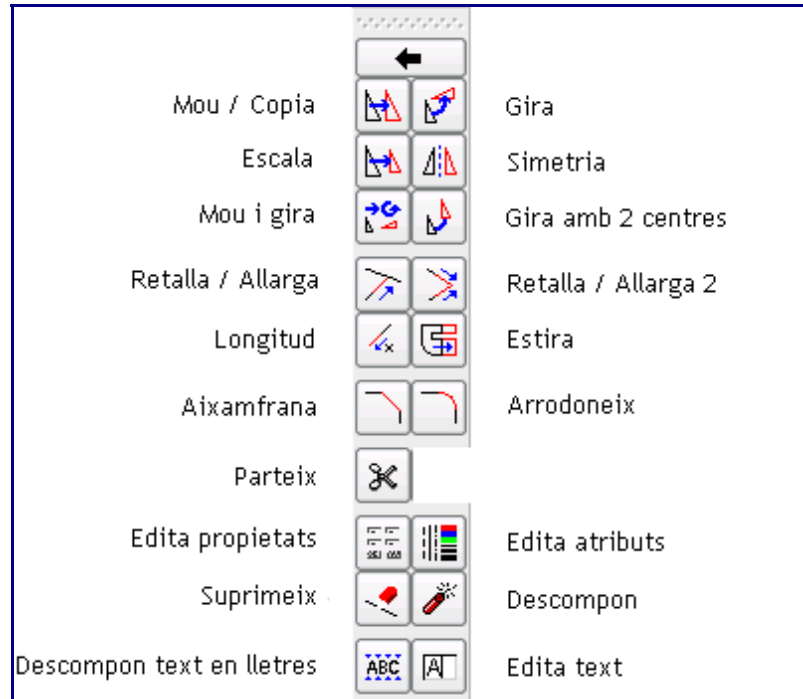 Mou / Copia Gira
Escala Simetria
Mou i gira Gira amb 2 centres
Retalla / Allarga Retalla / Allarga 2
Longitud Estira
Aixamfrana Arrodoneix
Parteix
Edita propietats Edita atributs
Suprimeix Descompon
Descompon text en lletres ABC A Edita text